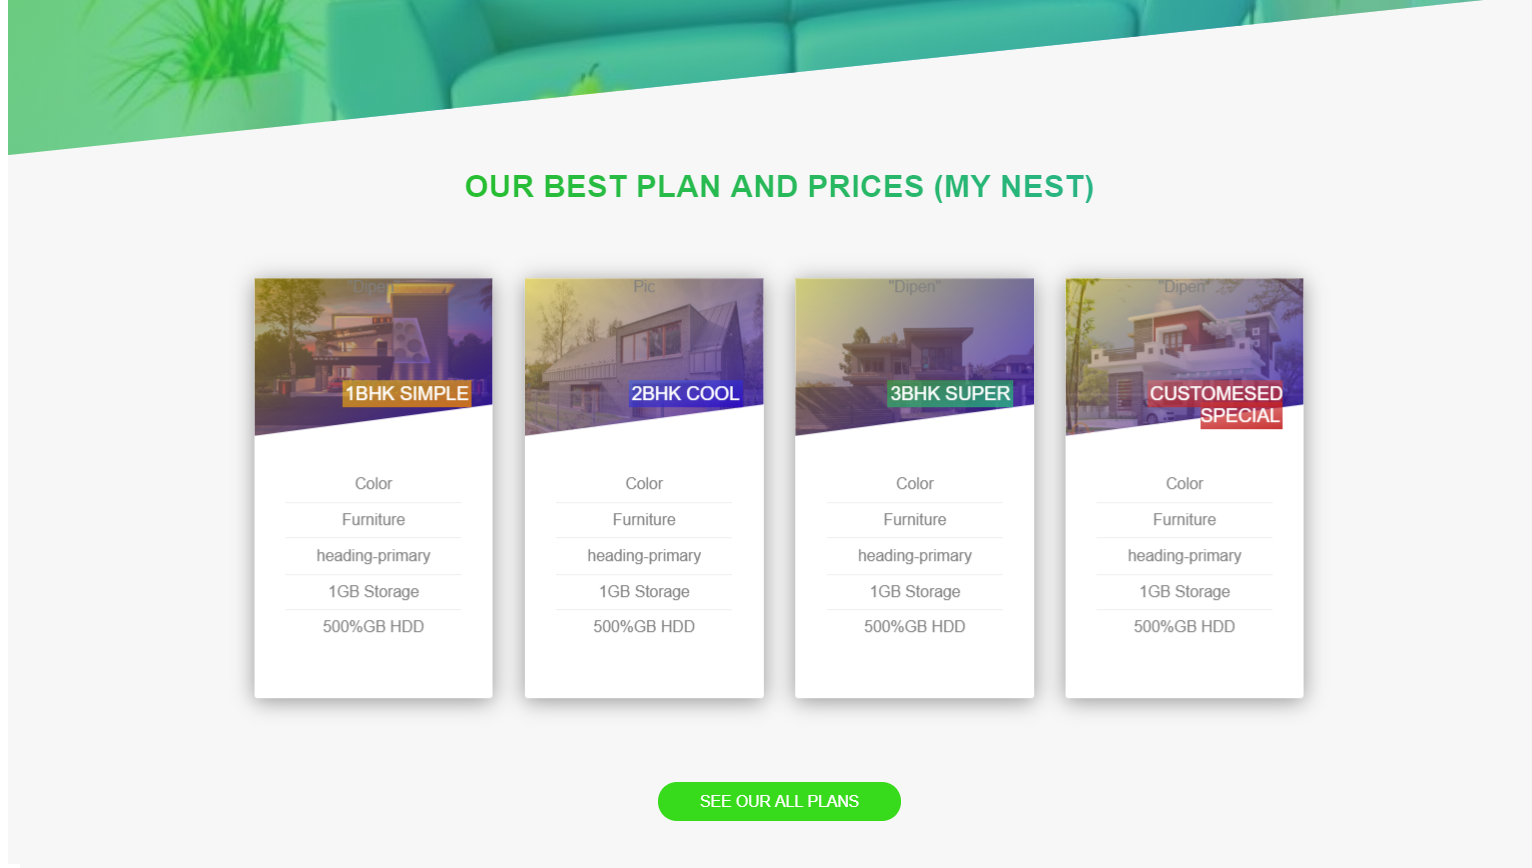 OUR BEST PLAN AND PRICES (MY NEST)
"Dipen"
1BHK SIMPLE
Color
Furniture
heading-primary
1GB Storage
500%GB HDD
Pic
2BHK COOL
Color
Furniture
heading-primary
1GB Storage
500%GB HDD
"Dipen"
3BHK SUPER
Color
Furniture
heading-primary
1GB Storage
500%GB HDD
"Dipen"
CUSTOMESED
SPECIAL
Color
Furniture
heading-primary
1GB Storage
500%GB HDD
SEE OUR ALL PLANS